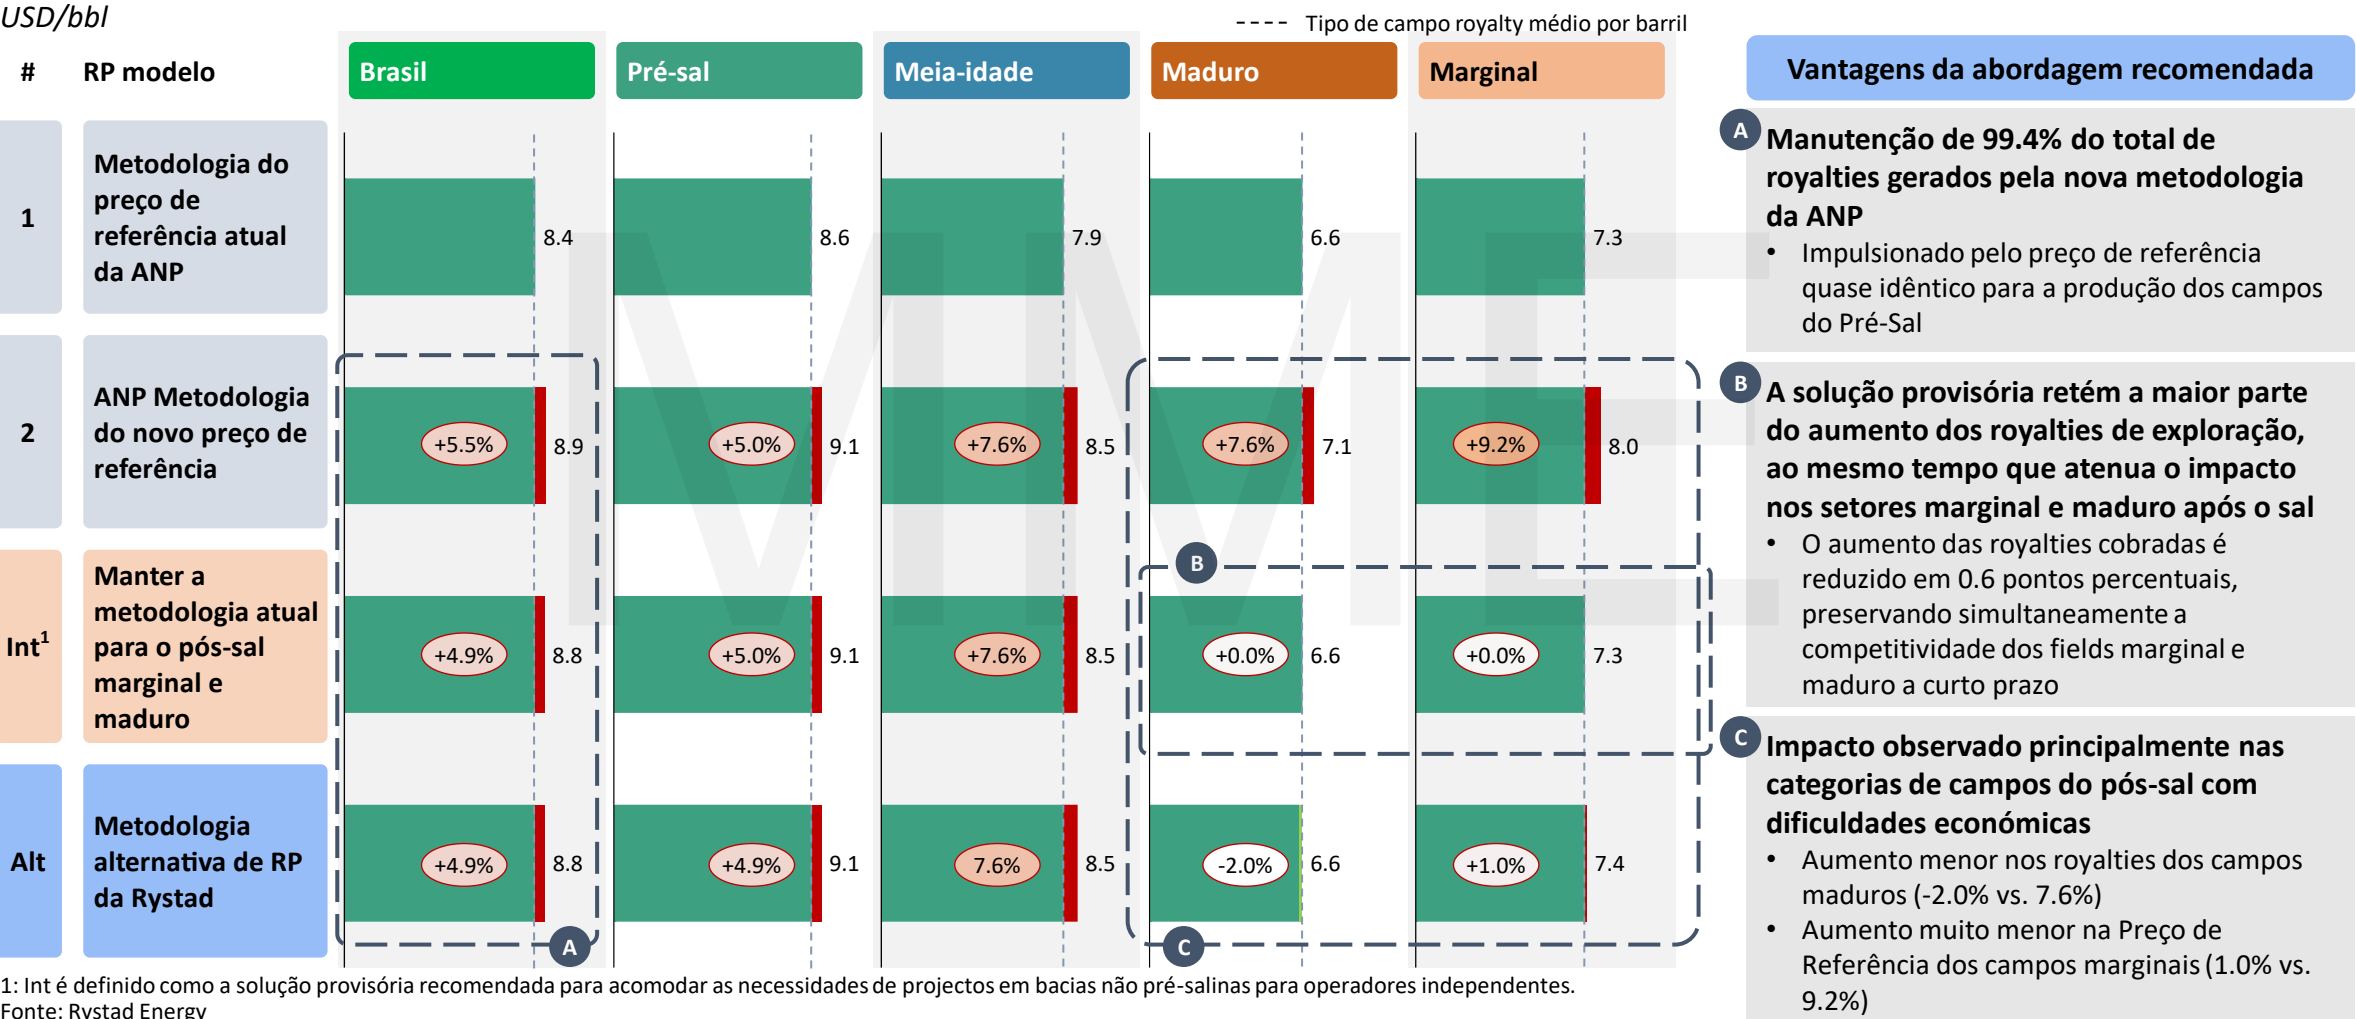 USD/bbl
---- Tipo de campo royalty médio por barril
# RP modelo Brasil Pré-sal Meia-idade Maduro Marginal Vantagens da abordagem recomendada
1
Metodologia do
preço de
referência atual
da ANP
8.4 8.6 7.9 6.6 7.3
2
ANP Metodologia
do novo preço de
referência
+5.5% 8.9 +5.0% 9.1 +7.6% 8.5 +7.6% 7.1 +9.2% 8.0
Int1
Manter a
metodologia atual
para o pós-sal
marginal e
maduro
B
+4.9% 8.8 +5.0% 9.1 +7.6% 8.5 +0.0% 6.6 +0.0% 7.3
Alt
Metodologia
alternativa de RP
da Rystad
+4.9% 8.8 +4.9% 9.1 7.6% 8.5 -2.0% 6.6 +1.0% 7.4
A
C
MME
A
Manutenção de 99.4% do total de
royalties gerados pela nova metodologia
da ANP
• Impulsionado pelo preço de referência
quase idêntico para a produção dos campos
do Pré-Sal
B
A solução provisória retém a maior parte
do aumento dos royalties de exploração,
ao mesmo tempo que atenua o impacto
nos setores marginal e maduro após o sal
• O aumento das royalties cobradas é
reduzido em 0.6 pontos percentuais,
preservando simultaneamente a
competitividade dos fields marginal e
maduro a curto prazo
C
Impacto observado principalmente nas
categorias de campos do pós-sal com
dificuldades económicas
• Aumento menor nos royalties dos campos
maduros (-2.0% vs. 7.6%)
• Aumento muito menor na Preço de
Referência dos campos marginais (1.0% vs.
9.2%)
1: Int é definido como a solução provisória recomendada para acomodar as necessidades de projectos em bacias não pré-salinas para operadores independentes.
Fonte: Rystad Energy